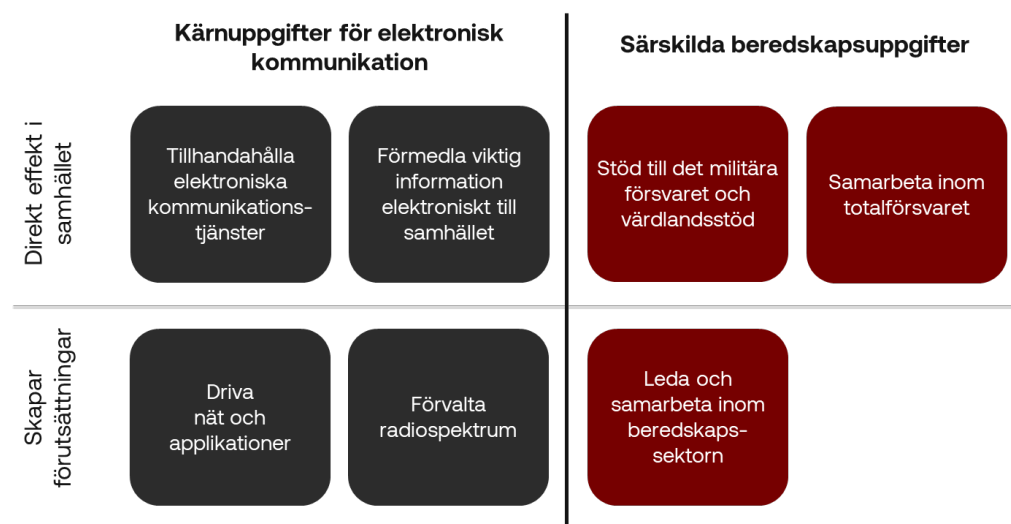 Kärnuppgifter för elektronisk
kommunikation
Särskilda beredskapsuppgifter
Direkt effekt i
samhället
Tillhandahålla
elektroniska
kommunikations-
tjänster
Förmedla viktig
information
elektroniskt till
samhället
Stöd till det militära
försvaret och
värdlandsstöd
Samarbeta inom
totalförsvaret
Skapar
förutsättningar
Driva
nät och
applikationer
Förvalta
radiospektrum
Leda och
samarbeta inom
beredskaps-
sektorn